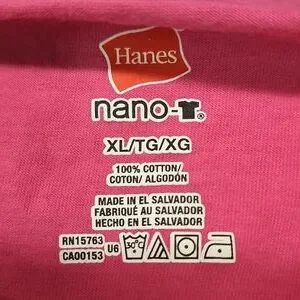 Hanes
nano-T®
XL/TG/XG
100% COTTON/
COTON/ ALGODÓN
MADE IN EL SALVADOR
FABRIQUÉ AU SALVADOR
HECHO EN EL SALVADOR
RN15763
CA00153 U6 30°C